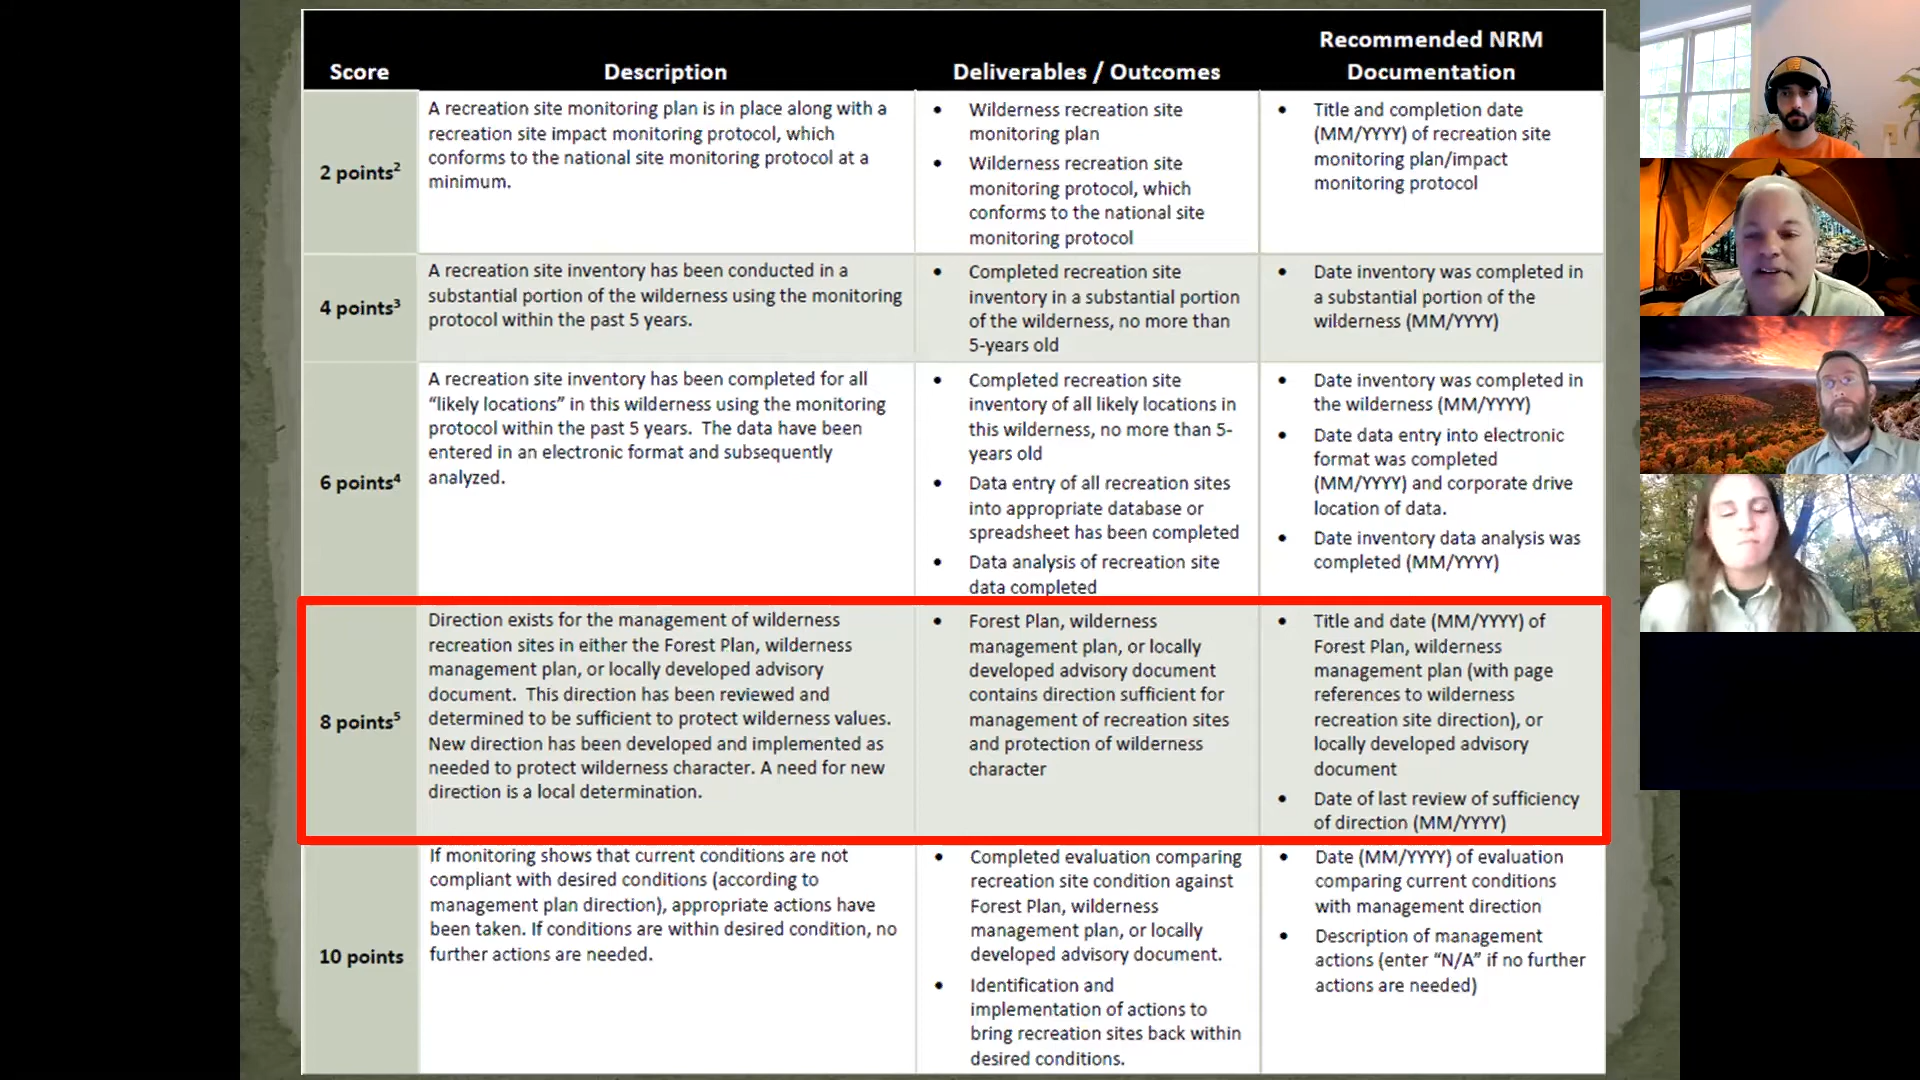 Score
Description
Deliverables / Outcomes
Recommended NRM
Documentation
2 points²
A recreation site monitoring plan is in place along with a
recreation site impact monitoring protocol, which
conforms to the national site monitoring protocol at a
minimum.
• Wilderness recreation site
monitoring plan
• Wilderness recreation site
monitoring protocol, which
conforms to the national site
monitoring protocol
• Title and completion date
(MM/YYYY) of recreation site
monitoring plan/impact
monitoring protocol
4 points³
A recreation site inventory has been conducted in a
substantial portion of the wilderness using the monitoring
protocol within the past 5 years.
• Completed recreation site
inventory in a substantial portion
of the wilderness, no more than
5-years old
• Date inventory was completed in
a substantial portion of the
wilderness (MM/YYYY)
6 points⁴
A recreation site inventory has been completed for all
“likely locations” in this wilderness using the monitoring
protocol within the past 5 years. The data have been
entered in an electronic format and subsequently
analyzed.
• Completed recreation site
inventory of all likely locations in
this wilderness, no more than 5-
years old
• Data entry of all recreation sites
into appropriate database or
spreadsheet has been completed
• Data analysis of recreation site
data completed
• Date inventory was completed in
the wilderness (MM/YYYY)
• Date data entry into electronic
format was completed
(MM/YYYY) and corporate drive
location of data.
• Date inventory data analysis was
completed (MM/YYYY)
8 points⁵
Direction exists for the management of wilderness
recreation sites in either the Forest Plan, wilderness
management plan, or locally developed advisory
document. This direction has been reviewed and
determined to be sufficient to protect wilderness values.
New direction has been developed and implemented as
needed to protect wilderness character. A need for new
direction is a local determination.
• Forest Plan, wilderness
management plan, or locally
developed advisory document
contains direction sufficient for
management of recreation sites
and protection of wilderness
character
• Title and date (MM/YYYY) of
Forest Plan, wilderness
management plan (with page
references to wilderness
recreation site direction), or
locally developed advisory
document
• Date of last review of sufficiency
of direction (MM/YYYY)
10 points
If monitoring shows that current conditions are not
compliant with desired conditions (according to
management plan direction), appropriate actions have
been taken. If conditions are within desired condition, no
further actions are needed.
• Completed evaluation comparing
recreation site condition against
Forest Plan, wilderness
management plan, or locally
developed advisory document.
• Identification and
implementation of actions to
bring recreation sites back within
desired conditions.
• Date (MM/YYYY) of evaluation
comparing current conditions
with management direction
• Description of management
actions (enter “N/A” if no further
actions are needed)